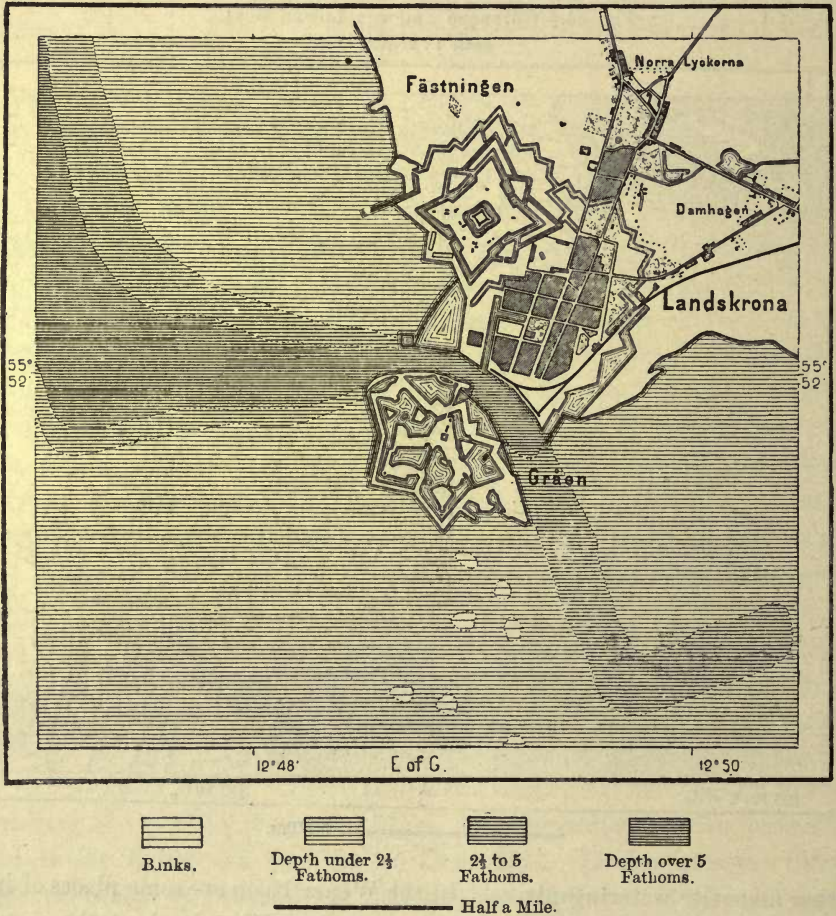 Norra Lyckorna
Fästningen
Damhagen
Landskrona
55°
52'
55°
52'
Gråen
12°48'
E of G.
12°50
Banks.
Depth under 2½
Fathoms.
2½ to 5
Fathoms.
Depth over 5
Fathoms.
Half a Mile.